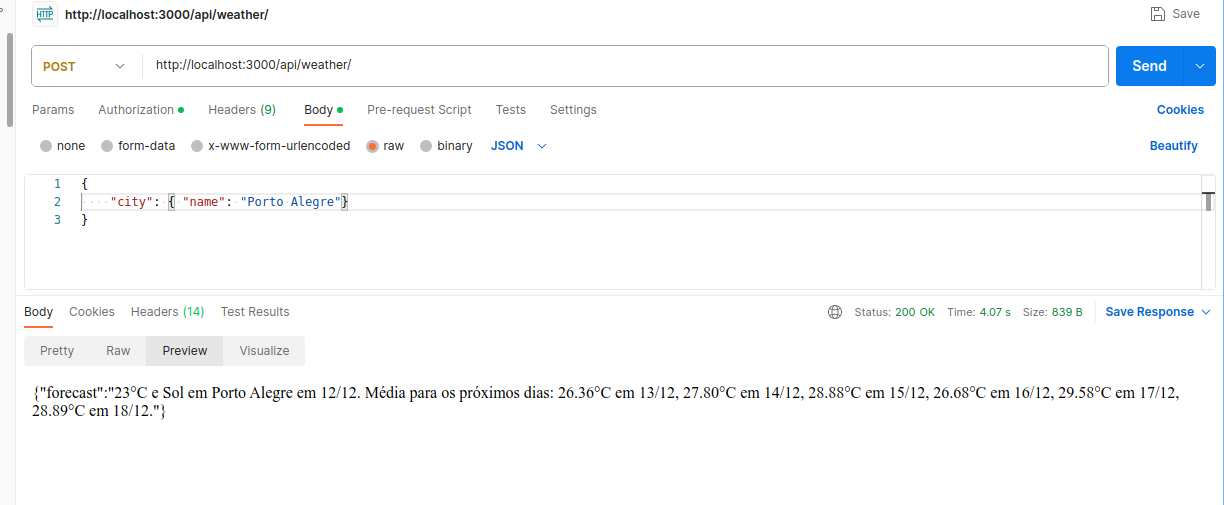 HTTP http://localhost:3000/api/weather/ Save
POST http://localhost:3000/api/weather/ Send
Params Authorization Headers (9) Body Pre-request Script Tests Settings Cookies
none form-data x-www-form-urlencoded raw binary JSON Beautify
1 {
2 ····"city": { "name": "Porto Alegre"}
3 }
Body Cookies Headers (14) Test Results Status: 200 OK Time: 4.07 s Size: 839 B Save Response
Pretty Raw Preview Visualize
{"forecast":"23°C e Sol em Porto Alegre em 12/12. Média para os próximos dias: 26.36°C em 13/12, 27.80°C em 14/12, 28.88°C em 15/12, 26.68°C em 16/12, 29.58°C em 17/12,
28.89°C em 18/12."}